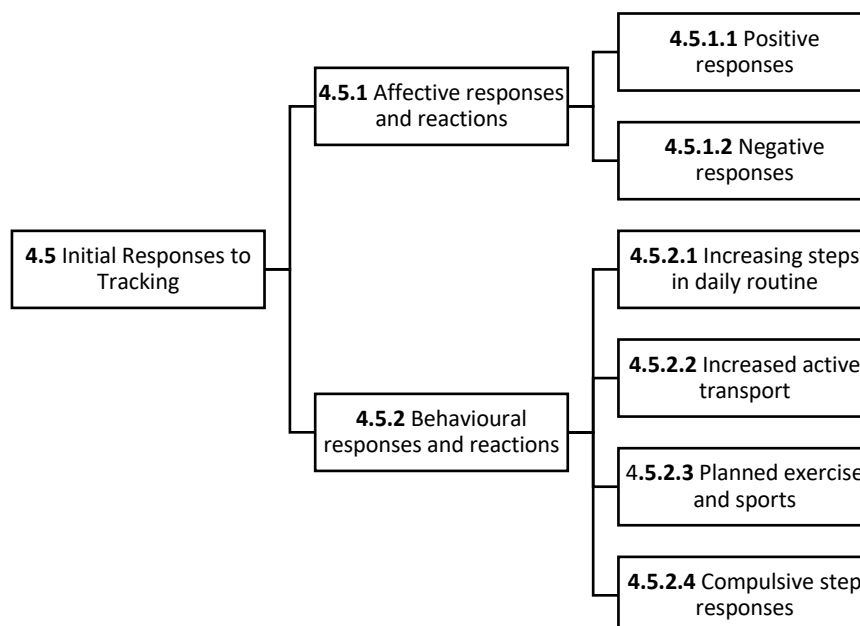 4.5 Initial Responses to
Tracking
4.5.1 Affective responses
and reactions
4.5.1.1 Positive
responses
4.5.1.2 Negative
responses
4.5.2 Behavioural
responses and reactions
4.5.2.1 Increasing steps
in daily routine
4.5.2.2 Increased active
transport
4.5.2.3 Planned exercise
and sports
4.5.2.4 Compulsive step
responses